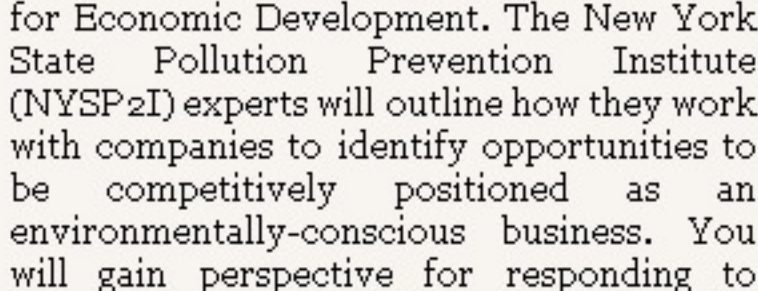 for Economic Development. The New York
State Pollution Prevention Institute
(NYSP2I) experts will outline how they work
with companies to identify opportunities to
be competitively positioned as an
environmentally-conscious business. You
will gain perspective for responding to